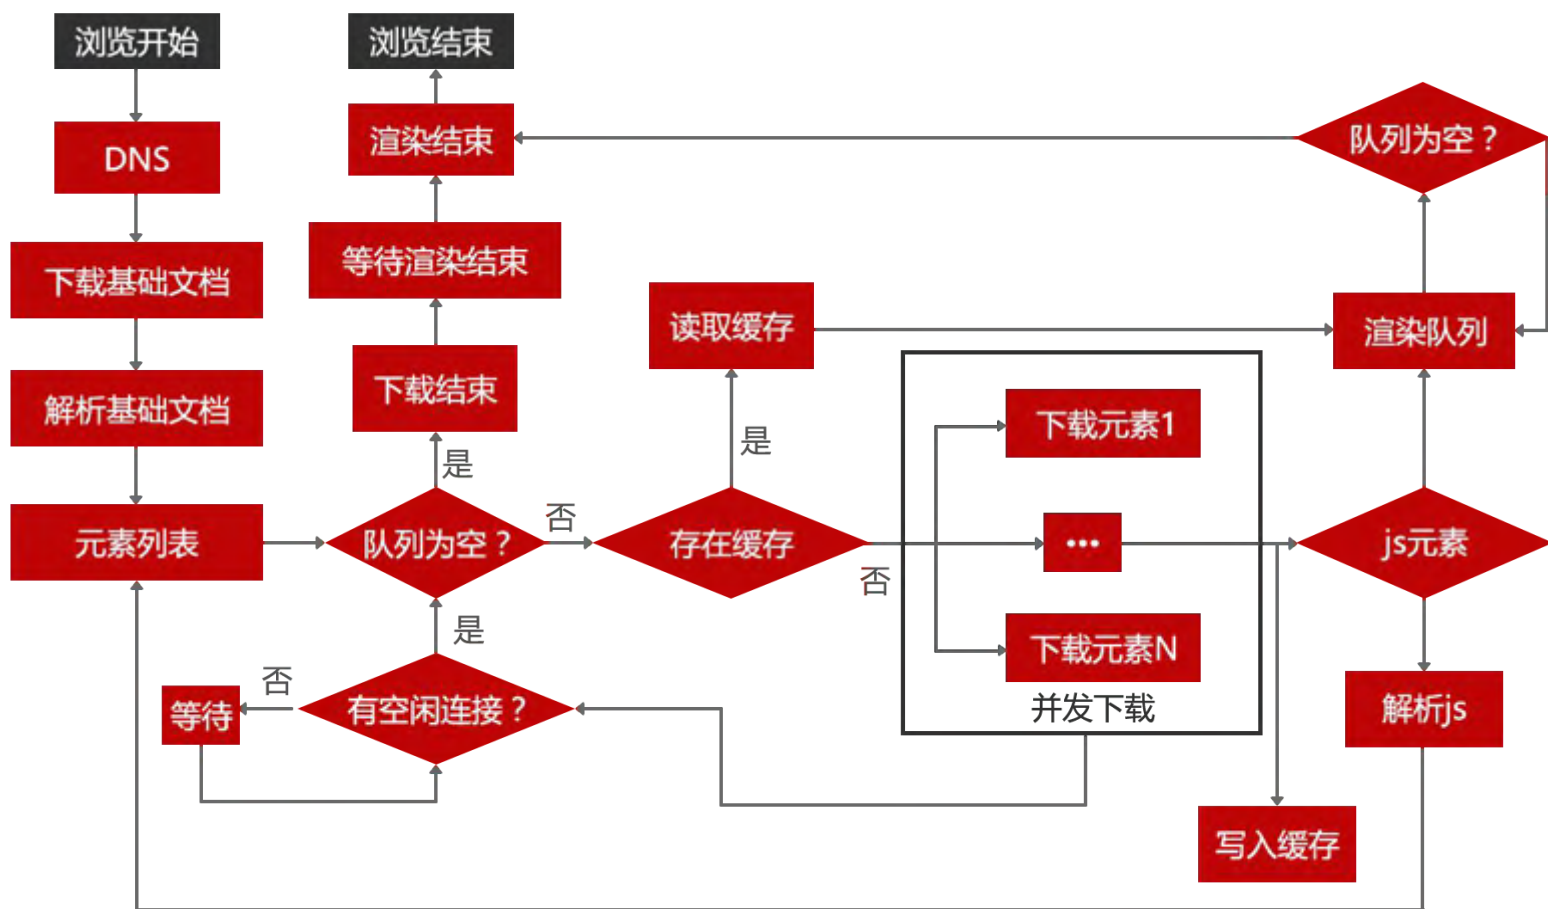 浏览开始
浏览结束
DNS
渲染结束
队列为空？
下载基础文档
等待渲染结束
读取缓存
渲染队列
解析基础文档
下载结束
下载元素1
是
是
元素列表
队列为空？
否
存在缓存
否
•••
js元素
是
下载元素N
否
等待
有空闲连接？
并发下载
解析js
写入缓存